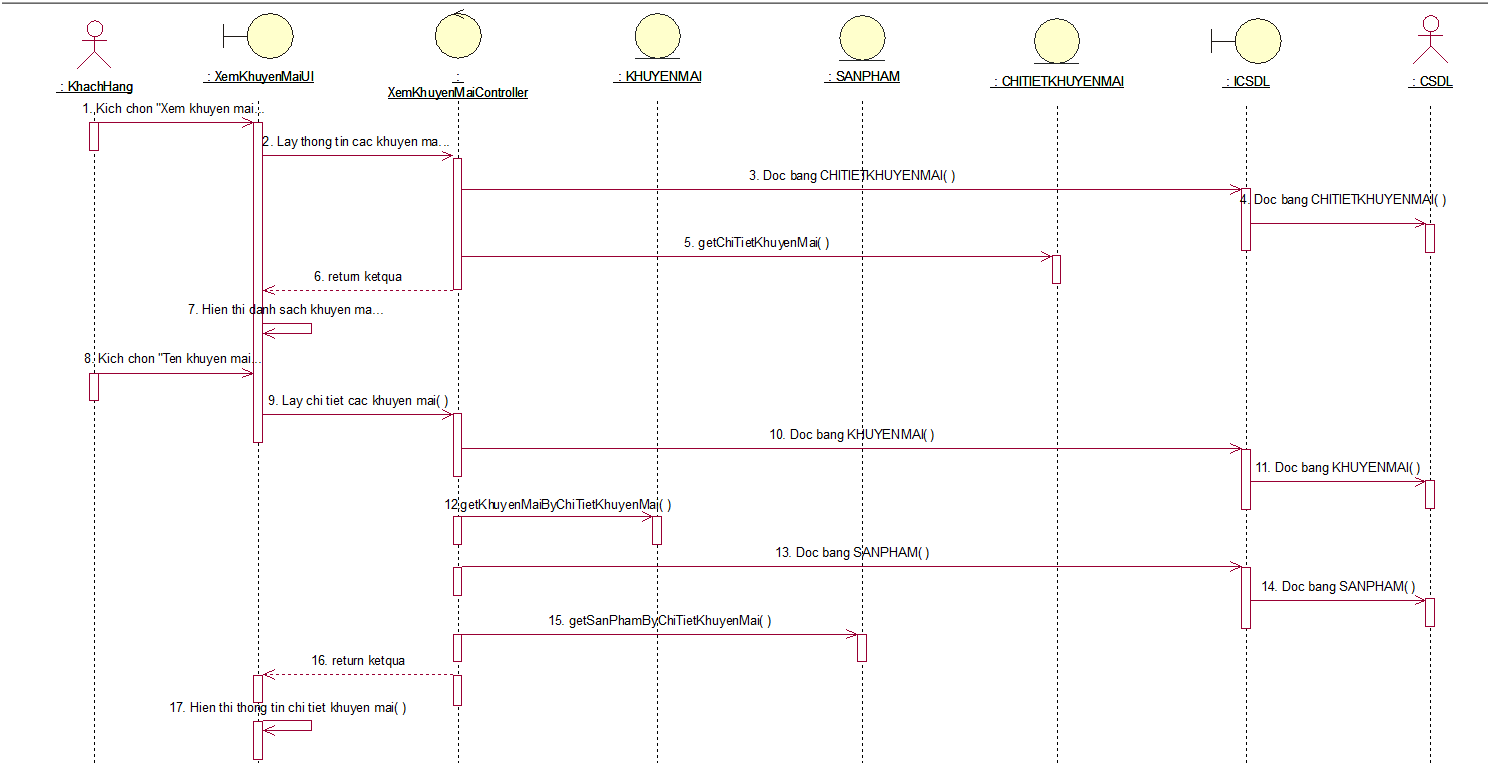 : KhachHang
: XemKhuyenMaiUI
:
XemKhuyenMaiController
: KHUYENMAI
: SANPHAM
: CHITIETKHUYENMAI
: ICSDL
: CSDL
1. Kich chon "Xem khuyen mai...
2. Lay thong tin cac khuyen ma...
3. Doc bang CHITIETKHUYENMAI( )
4. Doc bang CHITIETKHUYENMAI( )
5. getChiTietKhuyenMai( )
6. return ketqua
7. Hien thi danh sach khuyen ma...
8. Kich chon "Ten khuyen mai...
9. Lay chi tiet cac khuyen mai( )
10. Doc bang KHUYENMAI( )
11. Doc bang KHUYENMAI( )
12.getKhuyenMaiByChiTietKhuyenMai( )
13. Doc bang SANPHAM( )
14. Doc bang SANPHAM( )
15. getSanPhamByChiTietKhuyenMai( )
16. return ketqua
17. Hien thi thong tin chi tiet khuyen mai( )